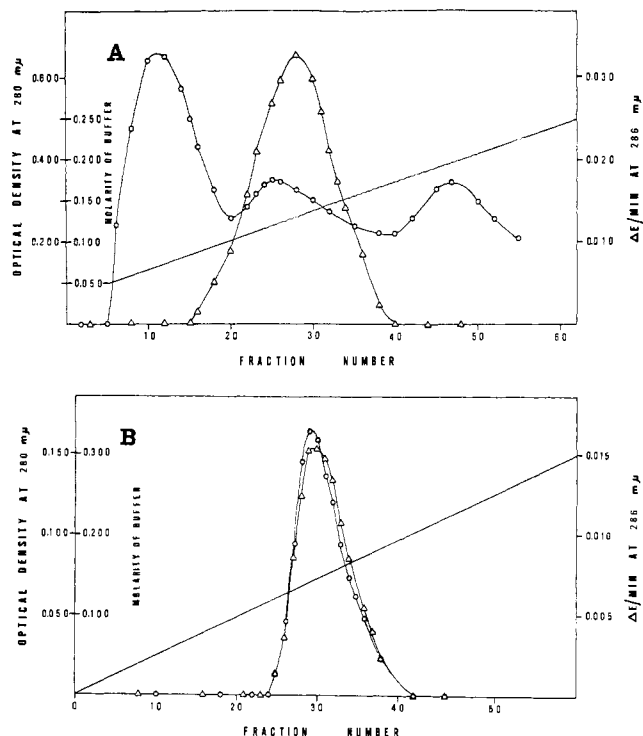 A
OPTICAL DENSITY AT 280 mμ
0.600
0.400
0.200
MOLARITY OF BUFFER
0.250
0.200
0.150
0.100
0.050
ΔE/MIN AT 286 mμ
0.030
0.020
0.010
10 20 30 40 50 60
FRACTION NUMBER
B
OPTICAL DENSITY AT 280 mμ
0.150
0.100
0.050
MOLARITY OF BUFFER
0.300
0.200
0.100
ΔE/MIN AT 286 mμ
0.015
0.010
0.005
0 10 20 30 40 50
FRACTION NUMBER